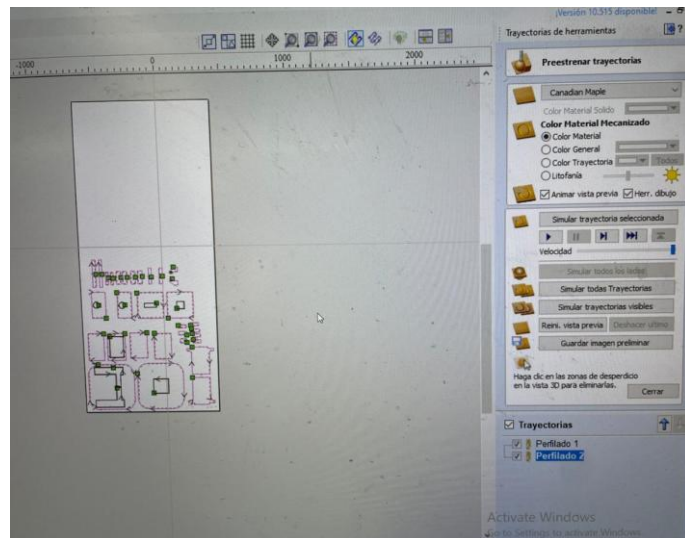 ¡Versión 10.515 disponible!
Trayectorias de herramientas
?
-1000
0
1000
2000
Preestrenar trayectorias
Canadian Maple
Color Material Solido
Color Material Mecanizado
Color Material
Color General
Color Trayectoria
Todos
Litofanía
Animar vista previa
Herr. dibujo
Simular trayectoria seleccionada
Velocidad
Simular todos los lados
Simular todas Trayectorias
Simular trayectorias visibles
Reini. vista previa
Deshacer ultimo
Guardar imagen preliminar
Haga clic en las zonas de desperdicio
en la vista 3D para eliminarlas.
Cerrar
Trayectorias
Perfilado 1
Perfilado 2
Activate Windows
Go to Settings to activate Windows.